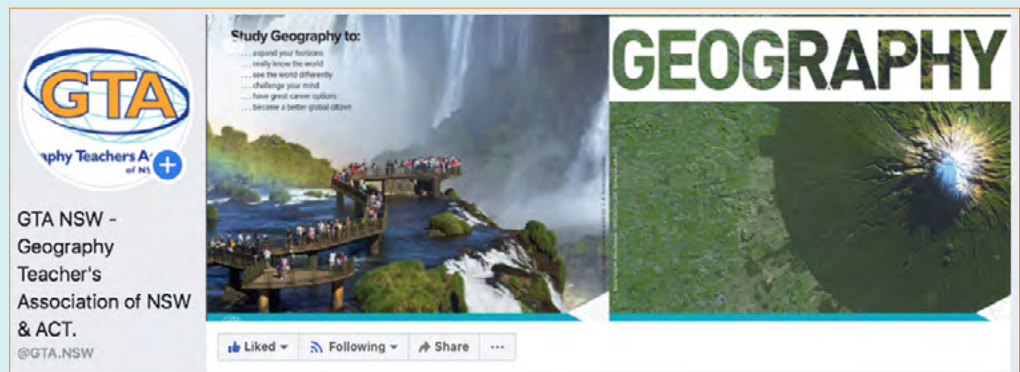 GTA
aphy Teachers A
of NS
GTA NSW -
Geography
Teacher's
Association of NSW
& ACT.
@GTA.NSW
Study Geography to:
... expand your horizons
... really know the world
... see the world differently
... challenge your mind
... have great career options
... become a better global citizen
GEOGRAPHY
Liked
Following
Share